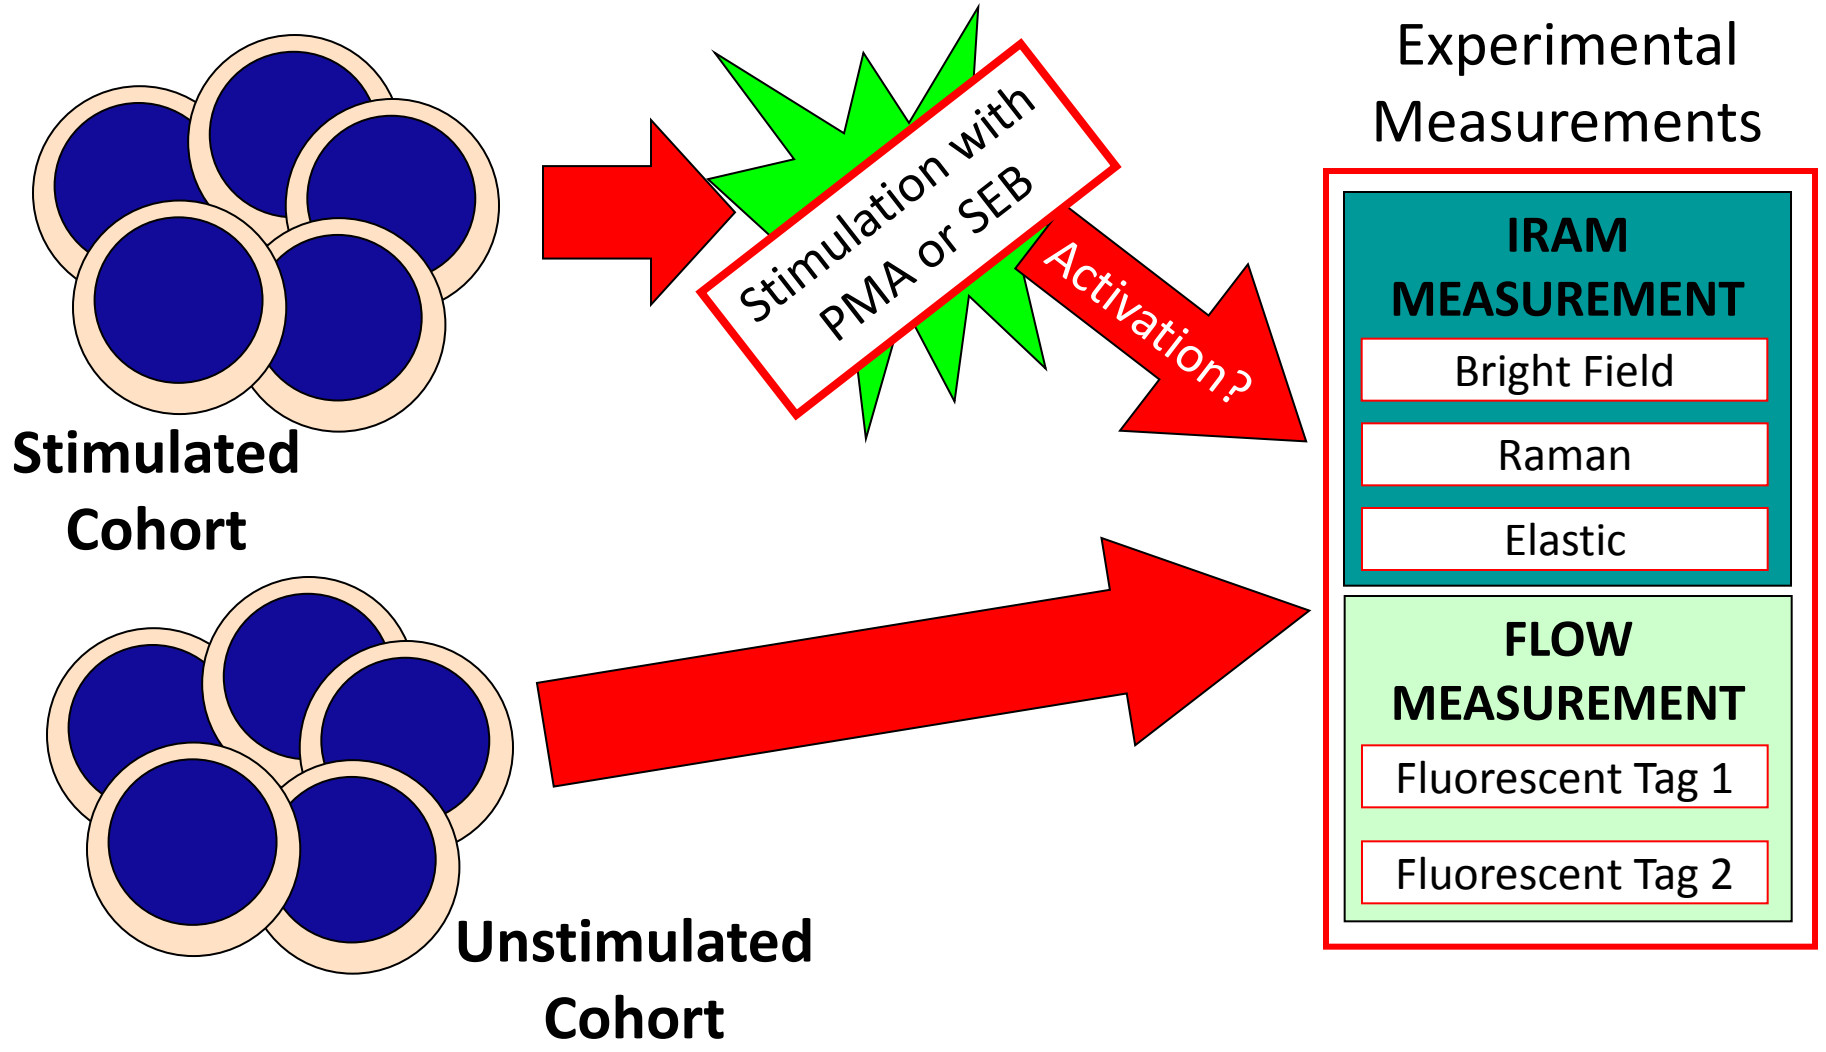 Stimulated
Cohort
Stimulation with
PMA or SEB
Activation?
Unstimulated
Cohort
Experimental
Measurements
IRAM
MEASUREMENT
Bright Field
Raman
Elastic
FLOW
MEASUREMENT
Fluorescent Tag 1
Fluorescent Tag 2